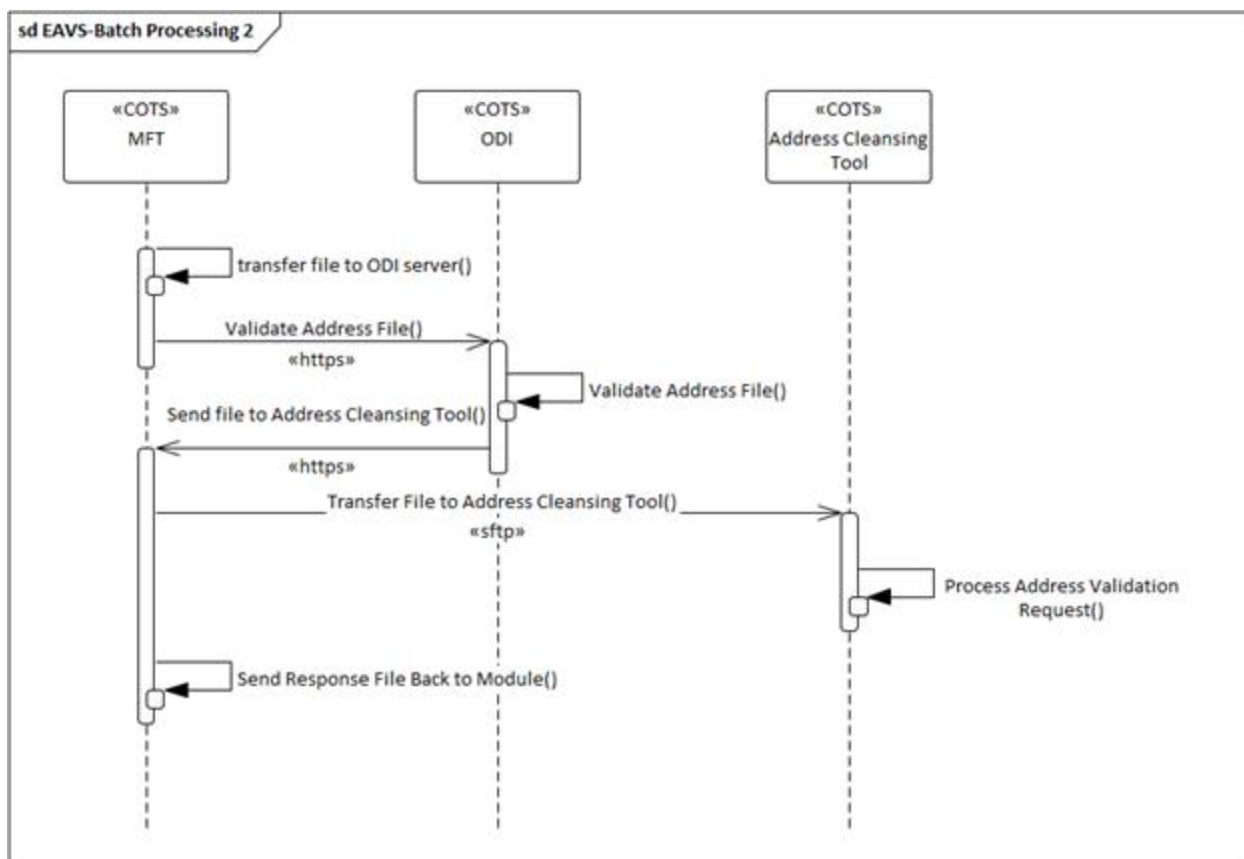 sd EAVS-Batch Processing 2
«COTS»
MFT
«COTS»
ODI
«COTS»
Address Cleansing
Tool
transfer file to ODI server()
Validate Address File()
«https»
Validate Address File()
Send file to Address Cleansing Tool()
«https»
Transfer File to Address Cleansing Tool()
«sftp»
Process Address Validation
Request()
Send Response File Back to Module()